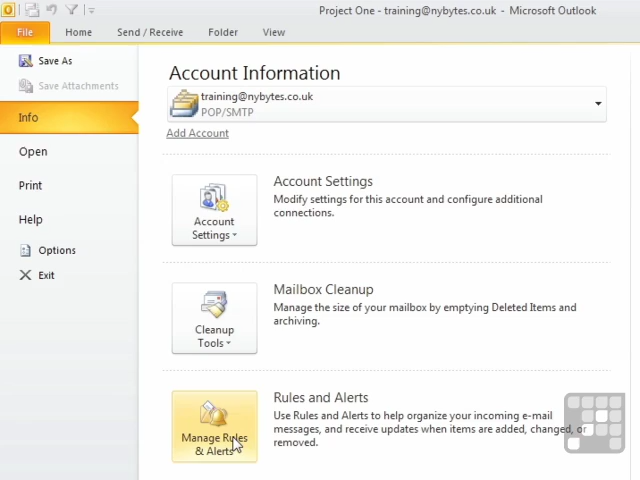 Project One - training@nybytes.co.uk - Microsoft Outlook
File Home Send / Receive Folder View
Save As
Save Attachments
Info
Open
Print
Help
Options
Exit
Account Information
training@nybytes.co.uk
POP/SMTP
Add Account
Account
Settings
Account Settings
Modify settings for this account and configure additional
connections.
Cleanup
Tools
Mailbox Cleanup
Manage the size of your mailbox by emptying Deleted Items and
archiving.
Manage Rules
& Alerts
Rules and Alerts
Use Rules and Alerts to help organize your incoming e-mail
messages, and receive updates when items are added, changed, or
removed.